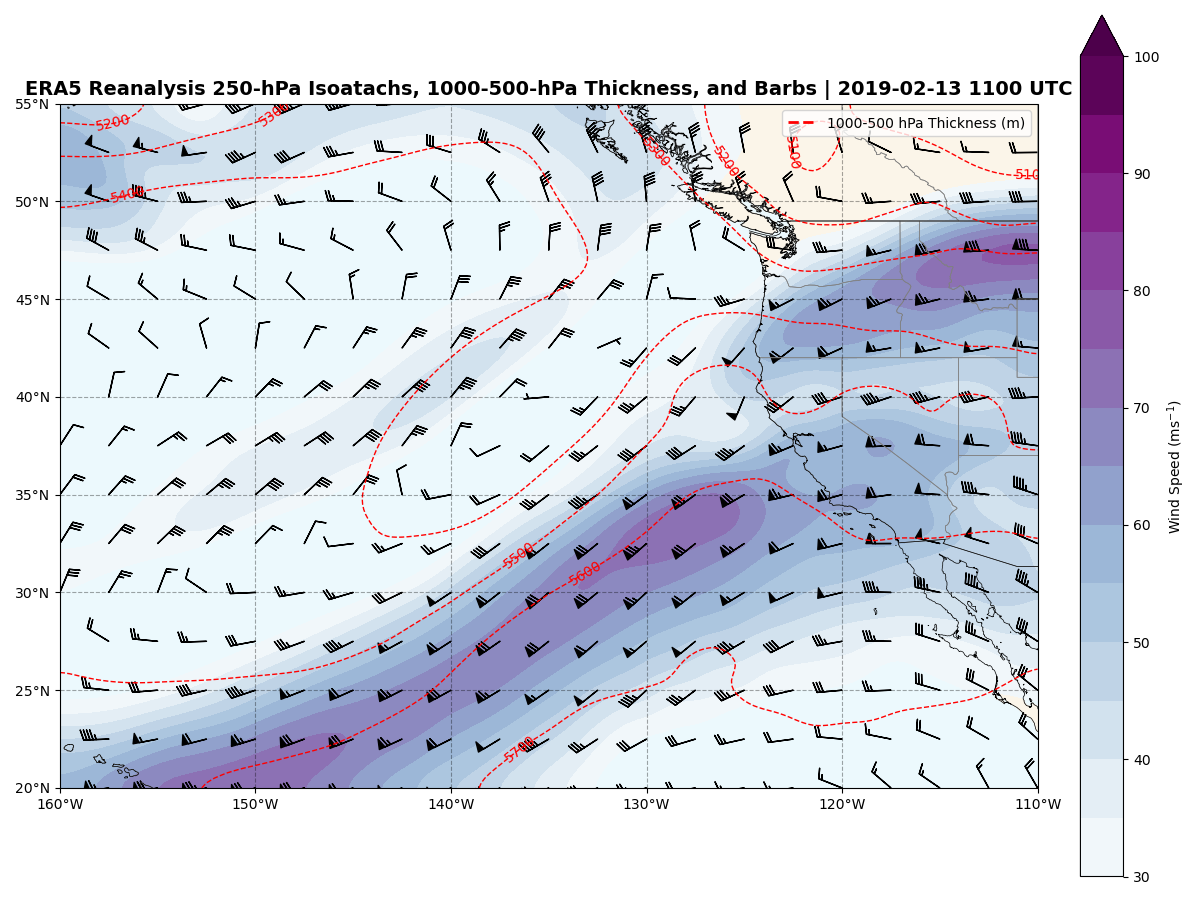 ERA5 Reanalysis 250-hPa Isoatachs, 1000-500-hPa Thickness, and Barbs | 2019-02-13 1100 UTC
1000-500 hPa Thickness (m)
55°N
50°N
45°N
40°N
35°N
30°N
25°N
20°N
160°W
150°W
140°W
130°W
120°W
110°W
5200
5300
5400
5500
5200
5100
5100
5500
5600
5700
100
90
80
70
60
50
40
30
Wind Speed (ms⁻¹)